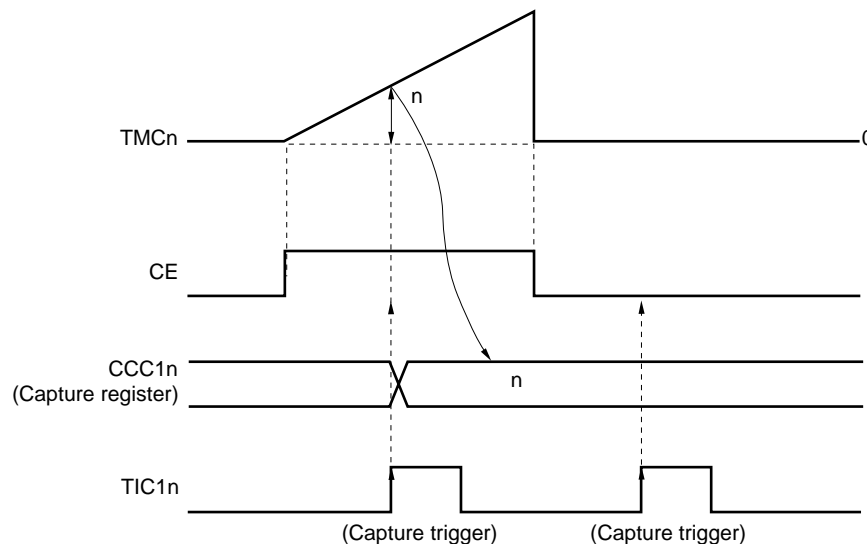 n
TMCn
0
CE
CCC1n
(Capture register)
n
TIC1n
(Capture trigger) (Capture trigger)